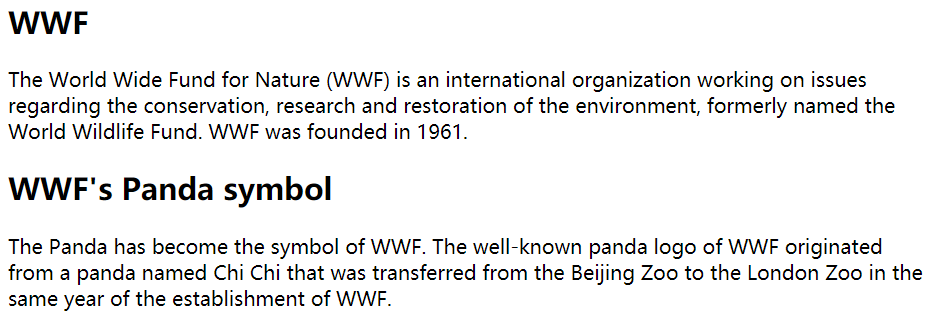 WWF
The World Wide Fund for Nature (WWF) is an international organization working on issues
regarding the conservation, research and restoration of the environment, formerly named the
World Wildlife Fund. WWF was founded in 1961.
WWF's Panda symbol
The Panda has become the symbol of WWF. The well-known panda logo of WWF originated
from a panda named Chi Chi that was transferred from the Beijing Zoo to the London Zoo in the
same year of the establishment of WWF.